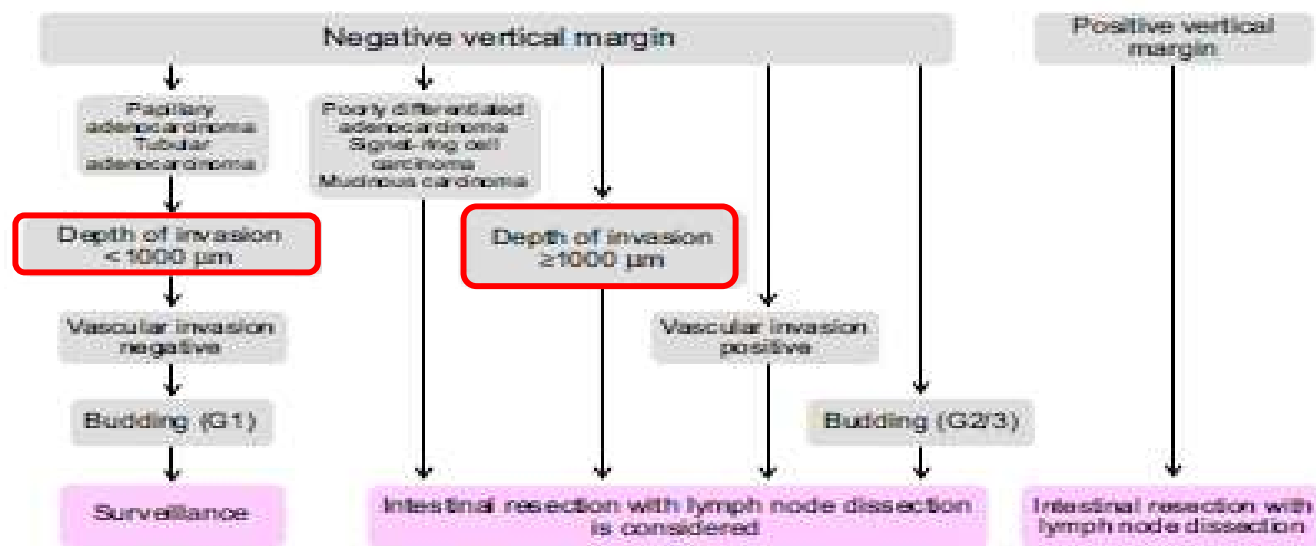 Negative vertical margin
Positive vertical
margin
Papillary
adenocarcinoma
Tubular
adenocarcinoma
Poorly differentiated
adenocarcinoma
Signet-ring cell
carcinoma
Mucinous carcinoma
Depth of invasion
<1000 µm
Depth of invasion
≥1000 µm
Vascular invasion
negative
Vascular invasion
positive
Budding (G1)
Budding (G2/3)
Surveillance
Intestinal resection with lymph node dissection
is considered
Intestinal resection with
lymph node dissection